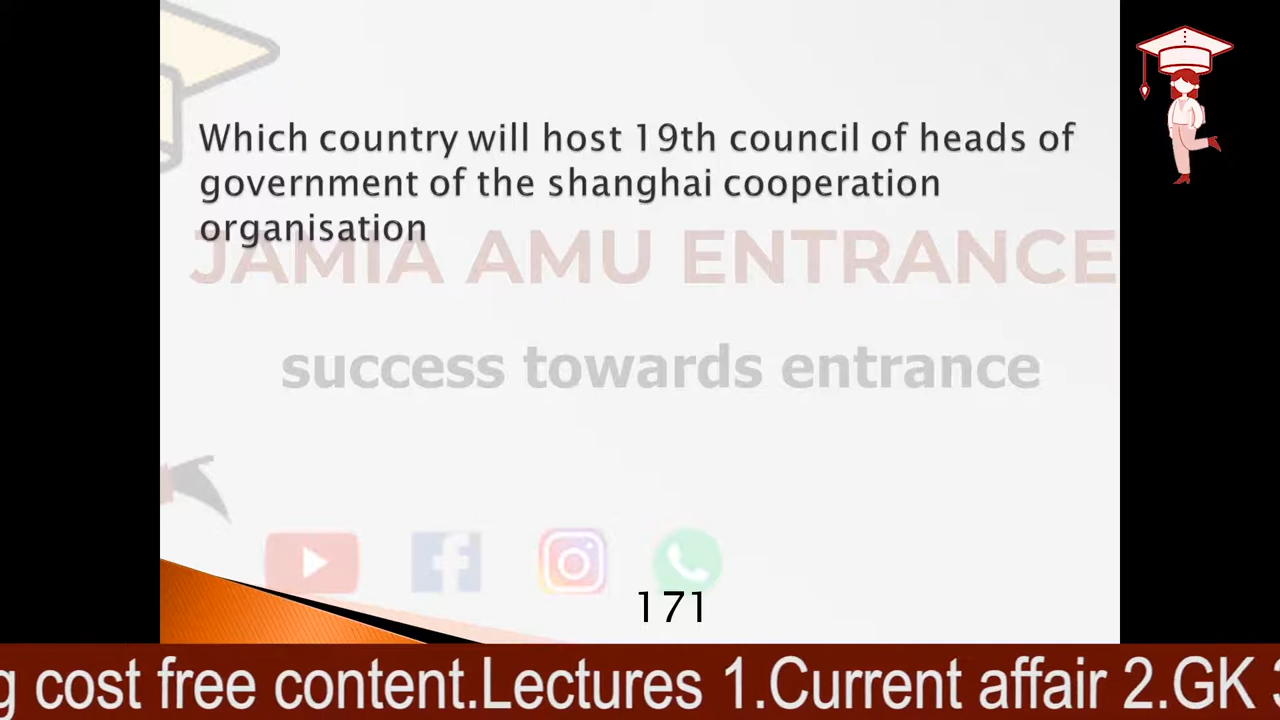 Which country will host 19th council of heads of
government of the shanghai cooperation
organisation
JAMIA AMU ENTRANCE
success towards entrance
171
g cost free content.Lectures 1.Current affair 2.GK 3